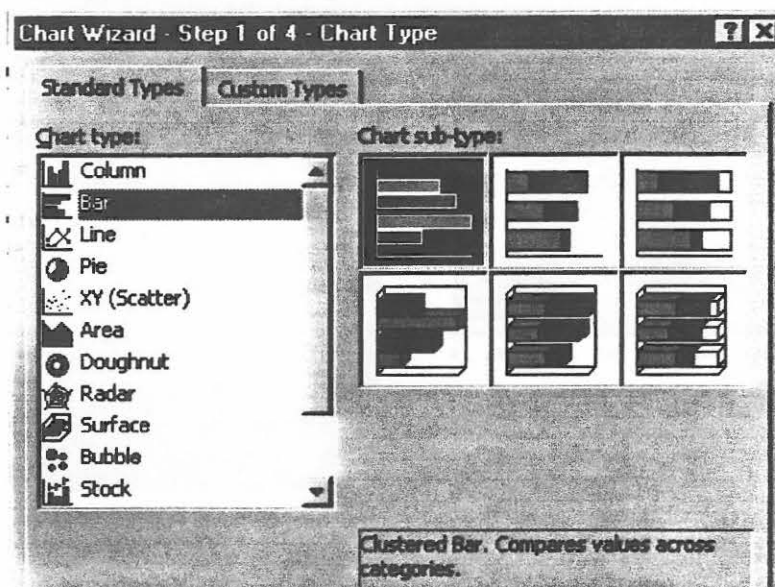 Chart Wizard - Step 1 of 4 - Chart Type
Standard Types
Custom Types
Chart type:
Column
Bar
Line
Pie
XY (Scatter)
Area
Doughnut
Radar
Surface
Bubble
Stock
Chart sub-type:
Clustered Bar. Compares values across
categories.